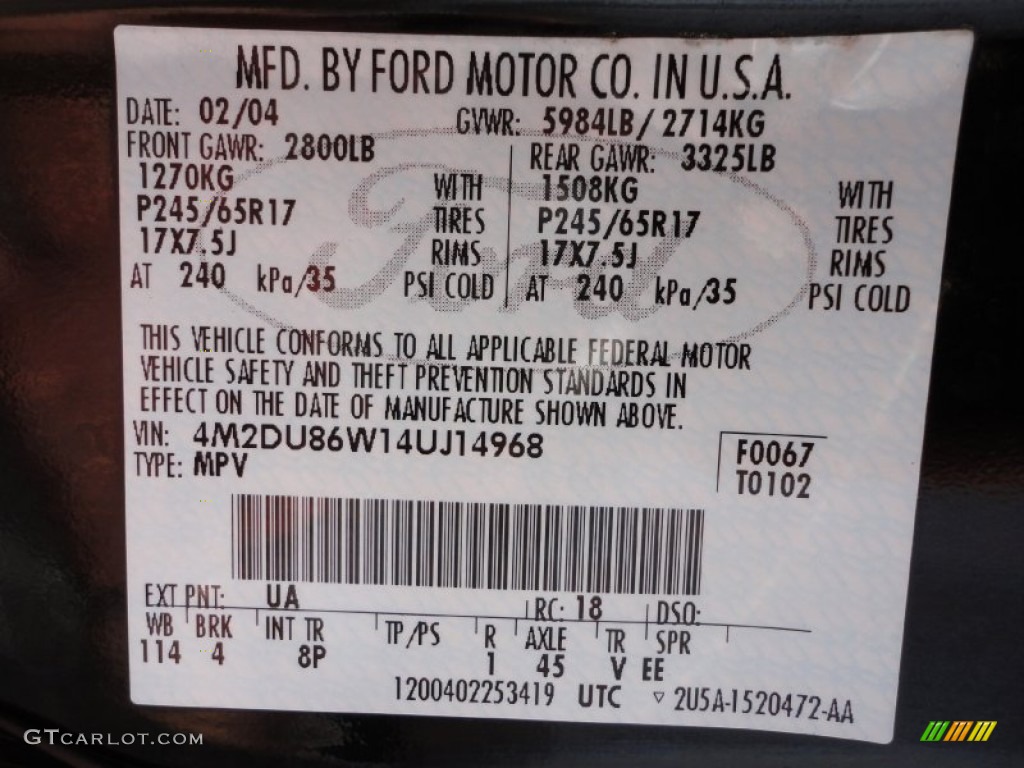 MFD. BY FORD MOTOR CO. IN U.S.A.
DATE: 02/04 GVWR: 5984LB/ 2714KG
FRONT GAWR: 2800LB REAR GAWR: 3325LB
1270KG WITH 1508KG WITH
P245/65R17 TIRES P245/65R17 TIRES
17X7.5J RIMS 17X7.5J RIMS
AT 240 kPa/35 PSI COLD AT 240 kPa/35 PSI COLD
Ford
THIS VEHICLE CONFORMS TO ALL APPLICABLE FEDERAL MOTOR
VEHICLE SAFETY AND THEFT PREVENTION STANDARDS IN
EFFECT ON THE DATE OF MANUFACTURE SHOWN ABOVE.
VIN: 4M2DU86W14UJ14968 F0067
TYPE: MPV T0102
EXT PNT: UA RC: 18 DSO:
WB BRK INT TR TP/PS R AXLE TR SPR
114 4 8P 1 45 V EE
1200402253419 UTC ▽ 2U5A-1520472-AA
GTCARLOT.COM